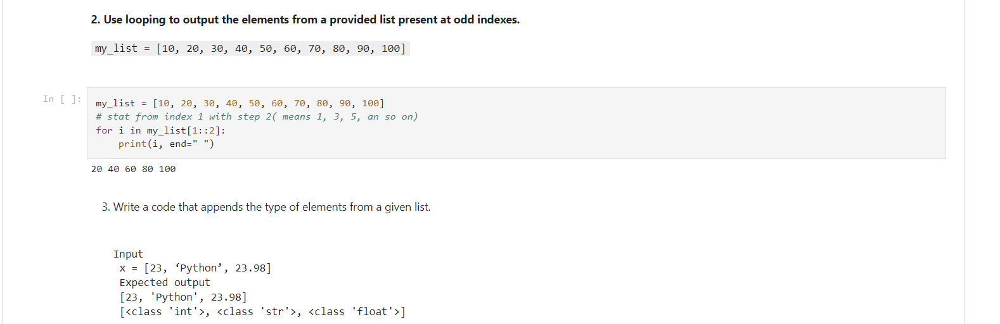 2. Use looping to output the elements from a provided list present at odd indexes.
my_list = [10, 20, 30, 40, 50, 60, 70, 80, 90, 100]
In [ ]:
my_list = [10, 20, 30, 40, 50, 60, 70, 80, 90, 100]
# stat from index 1 with step 2( means 1, 3, 5, an so on)
for i in my_list[1::2]:
    print(i, end=" ")
20 40 60 80 100
3. Write a code that appends the type of elements from a given list.
Input
x = [23, ‘Python’, 23.98]
Expected output
[23, 'Python', 23.98]
[<class 'int'>, <class 'str'>, <class 'float'>]